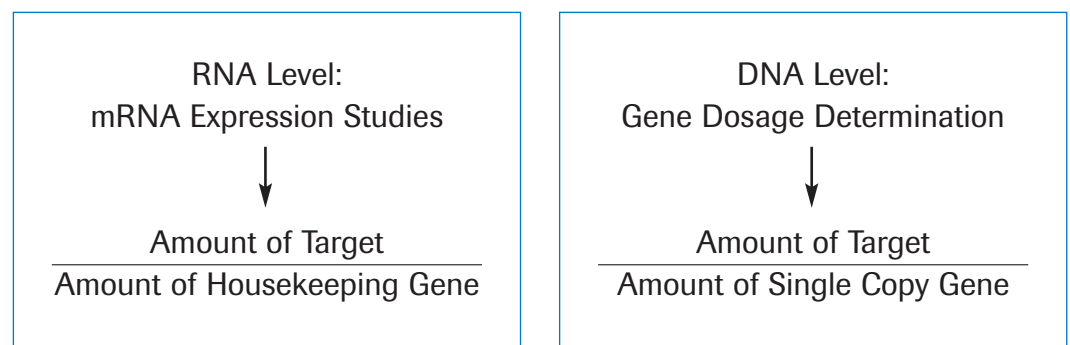 RNA Level:
mRNA Expression Studies
Amount of Target
Amount of Housekeeping Gene
DNA Level:
Gene Dosage Determination
Amount of Target
Amount of Single Copy Gene